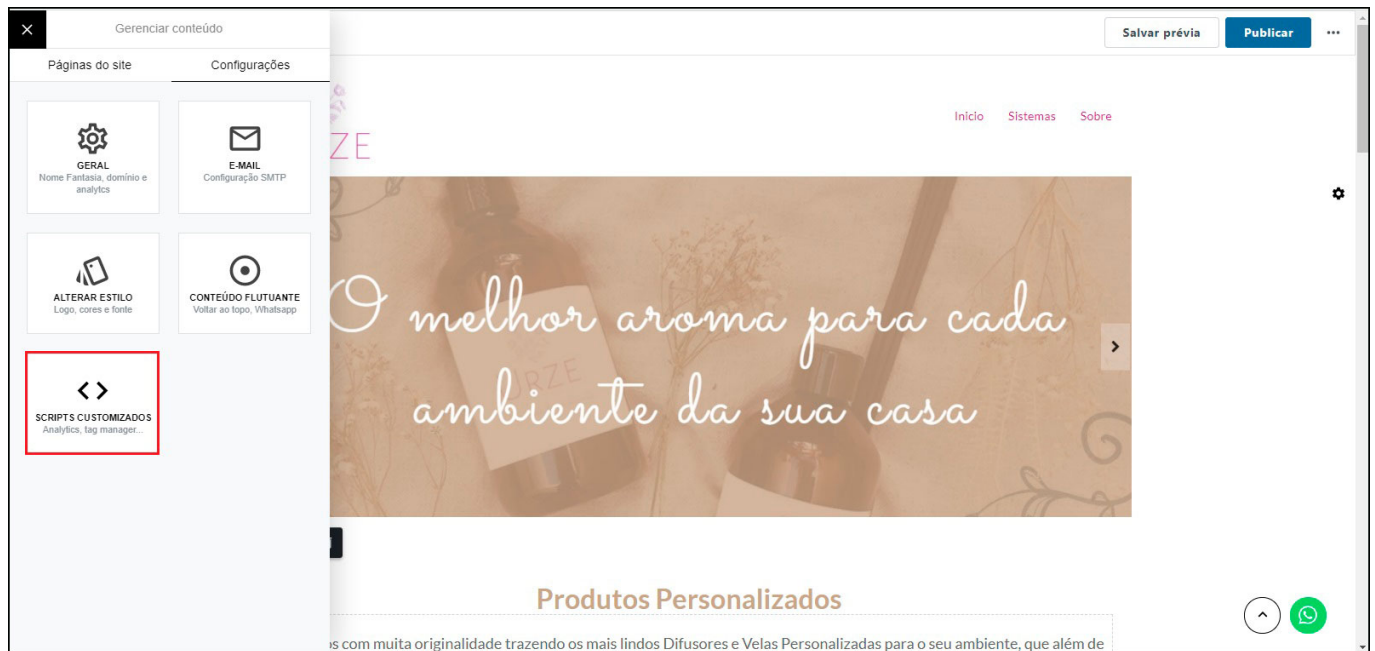 Gerenciar conteúdo
Salvar prévia
Publicar
Páginas do site
Configurações
Início
Sistemas
Sobre
ZE
GERAL
Nome Fantasia, domínio e
analytcs
E-MAIL
Configuração SMTP
ALTERAR ESTILO
Logo, cores e fonte
CONTEÚDO FLUTUANTE
Voltar ao topo, Whatsapp
SCRIPTS CUSTOMIZADOS
Analytics, tag manager...
O melhor aroma para cada
ambiente da sua casa
Produtos Personalizados
os com muita originalidade trazendo os mais lindos Difusores e Velas Personalizadas para o seu ambiente, que além de